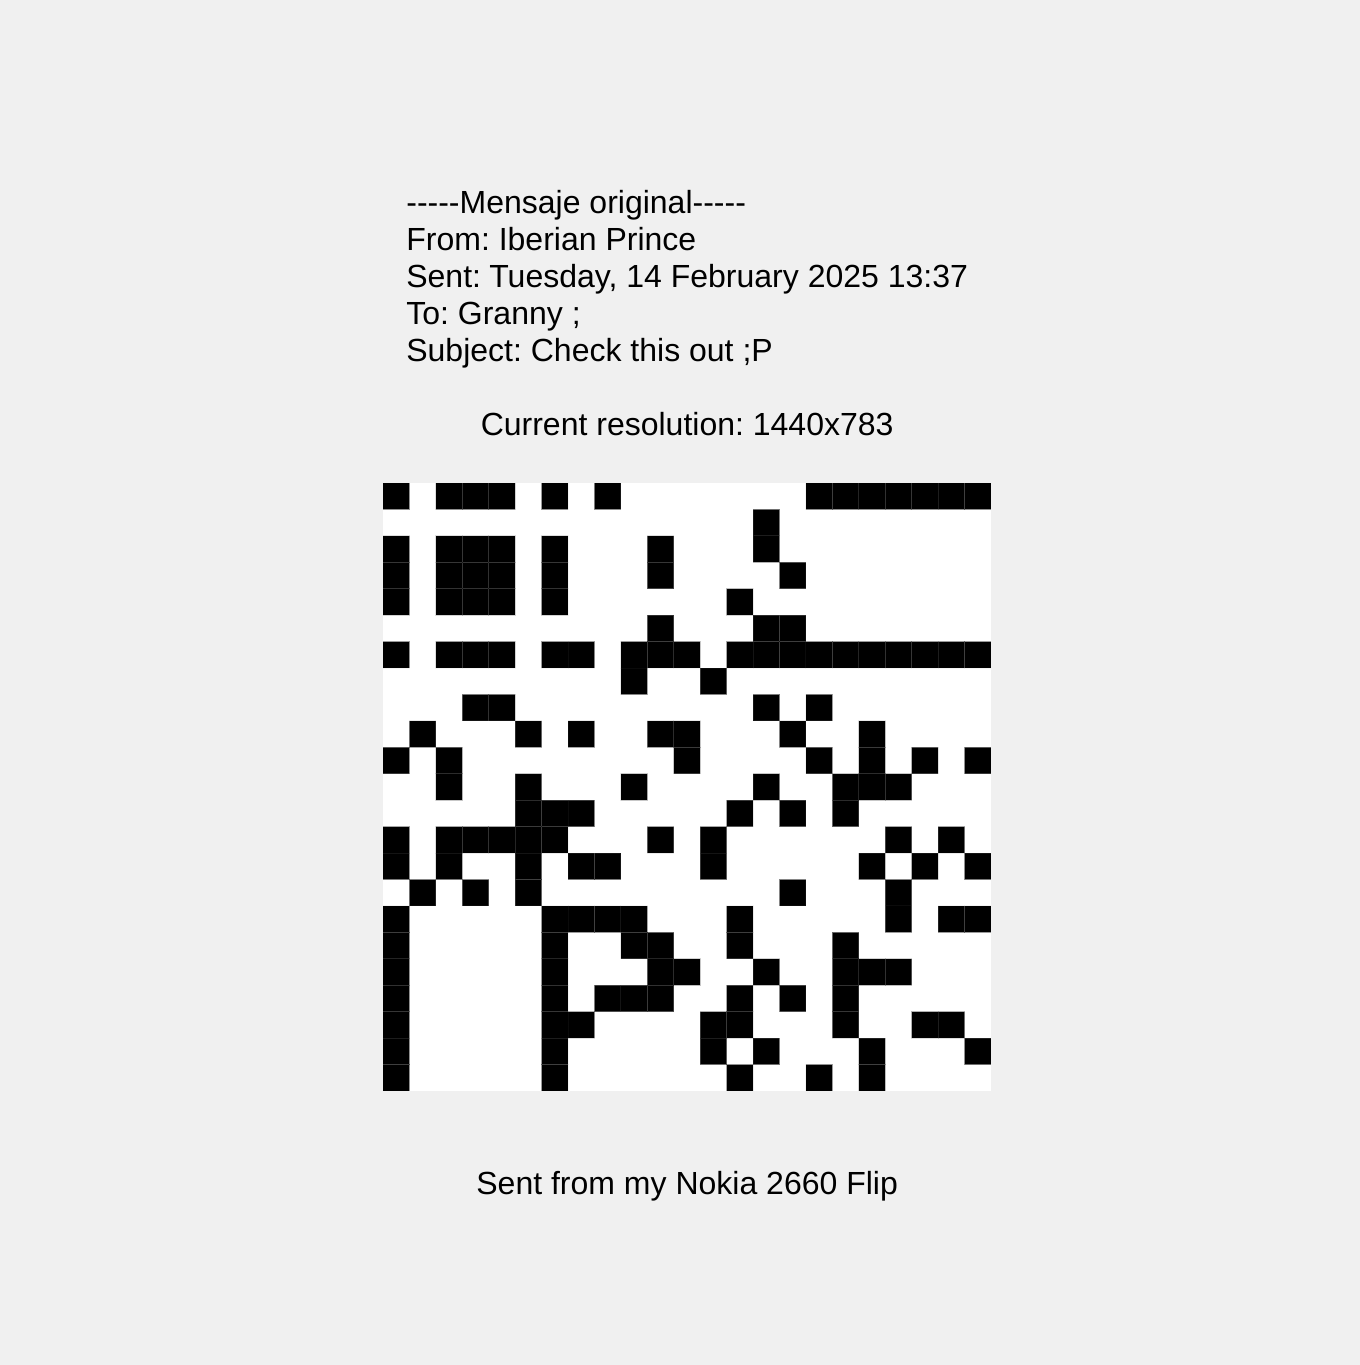 -----Mensaje original-----
From: Iberian Prince
Sent: Tuesday, 14 February 2025 13:37
To: Granny ;
Subject: Check this out ;P
Current resolution: 1440x783
Sent from my Nokia 2660 Flip